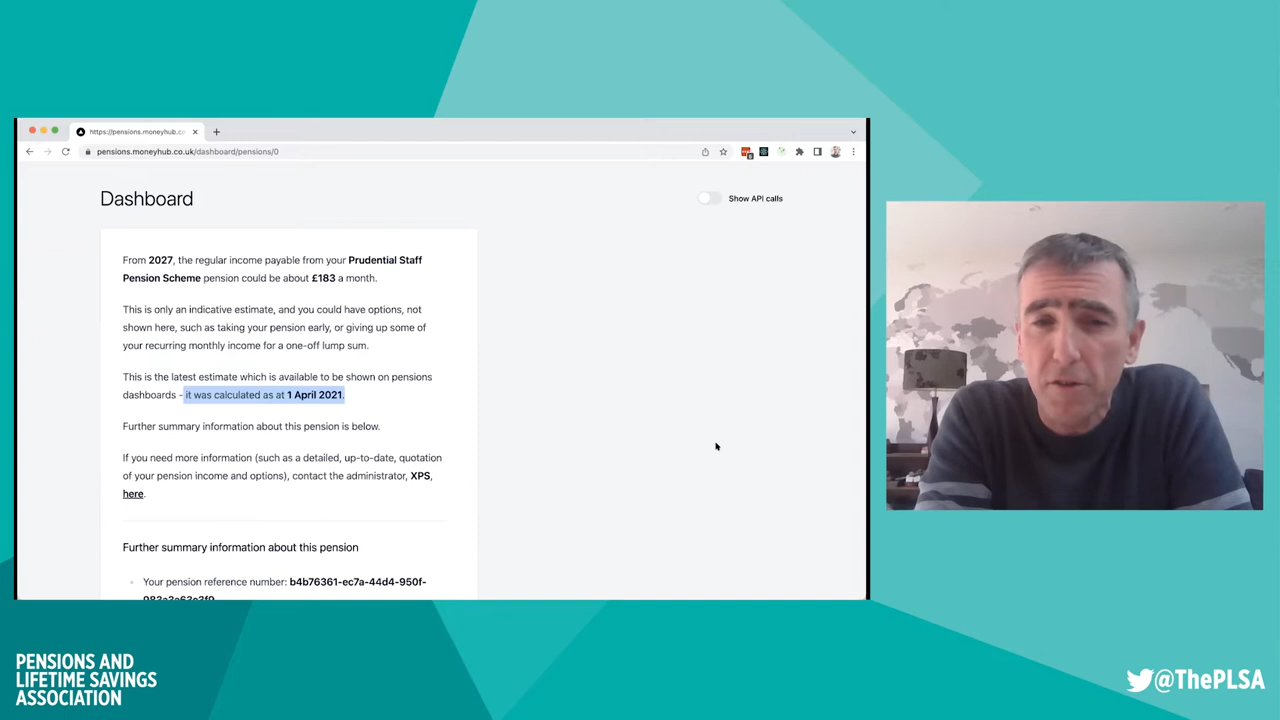 https://pensions.moneyhub.co
pensions.moneyhub.co.uk/dashboard/pensions/0
Dashboard
Show API calls
From 2027, the regular income payable from your Prudential Staff
Pension Scheme pension could be about £183 a month.
This is only an indicative estimate, and you could have options, not
shown here, such as taking your pension early, or giving up some of
your recurring monthly income for a one-off lump sum.
This is the latest estimate which is available to be shown on pensions
dashboards - it was calculated as at 1 April 2021.
Further summary information about this pension is below.
If you need more information (such as a detailed, up-to-date, quotation
of your pension income and options), contact the administrator, XPS,
here.
Further summary information about this pension
Your pension reference number: b4b76361-ec7a-44d4-950f-
PENSIONS AND
LIFETIME SAVINGS
ASSOCIATION
@ThePLSA